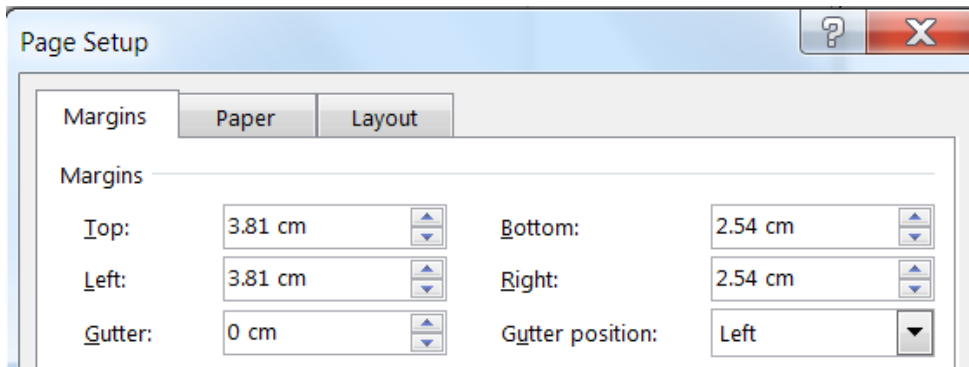 Page Setup
Margins Paper Layout
Margins
Top: 3.81 cm Bottom: 2.54 cm
Left: 3.81 cm Right: 2.54 cm
Gutter: 0 cm Gutter position: Left